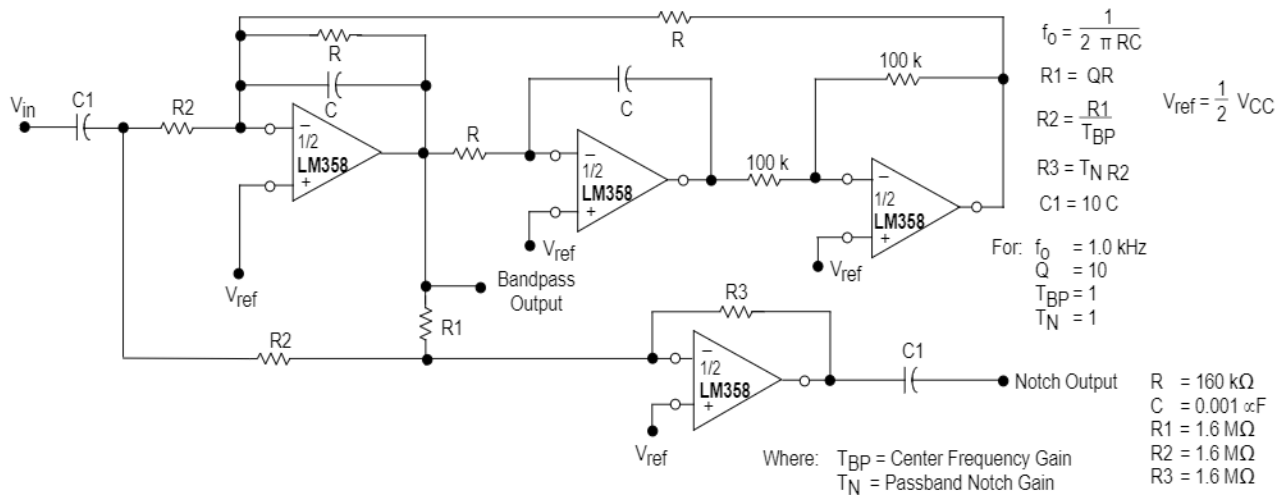 R
R
C
C1
V_in
R2
−
1/2
LM358
+
V_ref
R
C
−
1/2
LM358
+
V_ref
100 k
100 k
−
1/2
LM358
+
V_ref
Bandpass
Output
R1
R2
R3
−
1/2
LM358
+
V_ref
C1
Notch Output
f_o = 1 / 2 π RC
R1 = QR
R2 = R1 / T_BP
R3 = T_N R2
C1 = 10 C
V_ref = 1/2 V_CC
For: f_o = 1.0 kHz
Q = 10
T_BP = 1
T_N = 1
R = 160 kΩ
C = 0.001 ∝F
R1 = 1.6 MΩ
R2 = 1.6 MΩ
R3 = 1.6 MΩ
Where: T_BP = Center Frequency Gain
T_N = Passband Notch Gain